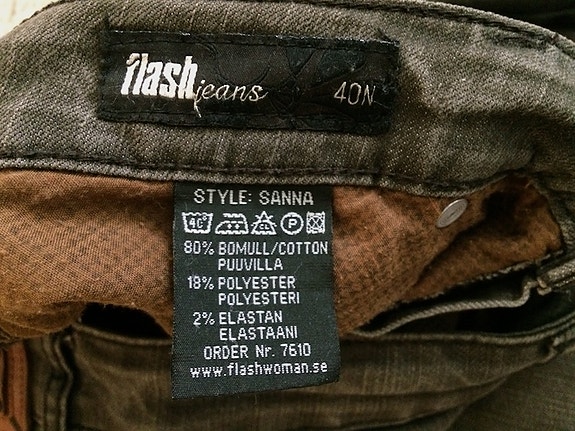 flash jeans 40N
STYLE: SANNA
40° P
80% BOMULL/COTTON
PUUVILLA
18% POLYESTER
POLYESTERI
2% ELASTAN
ELASTAANI
ORDER Nr. 7610
www.flashwoman.se